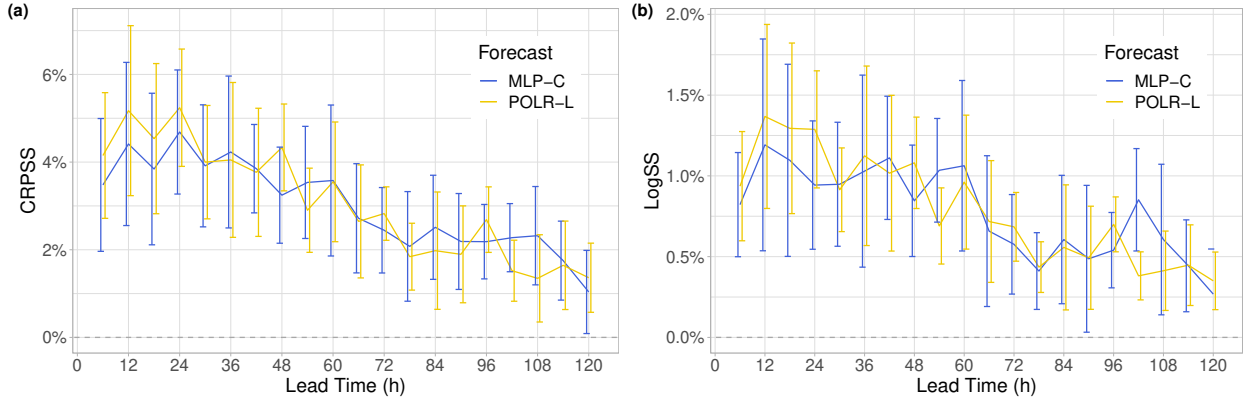 (a)
Forecast
MLP−C
POLR−L
6%
4%
2%
0%
CRPSS
0 12 24 36 48 60 72 84 96 108 120
Lead Time (h)
(b)
Forecast
MLP−C
POLR−L
2.0%
1.5%
1.0%
0.5%
0.0%
LogSS
0 12 24 36 48 60 72 84 96 108 120
Lead Time (h)